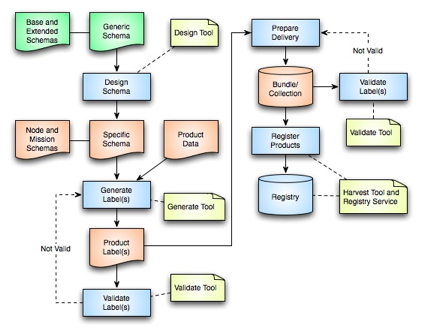 Base and
Extended
Schemas
Generic
Schema
Design Tool
Design
Schema
Node and
Mission
Schemas
Specific
Schema
Product
Data
Generate
Label(s)
Generate Tool
Not Valid
Product
Label(s)
Validate
Label(s)
Validate Tool
Prepare
Delivery
Not Valid
Bundle/
Collection
Validate
Label(s)
Validate Tool
Register
Products
Registry
Harvest Tool and
Registry Service